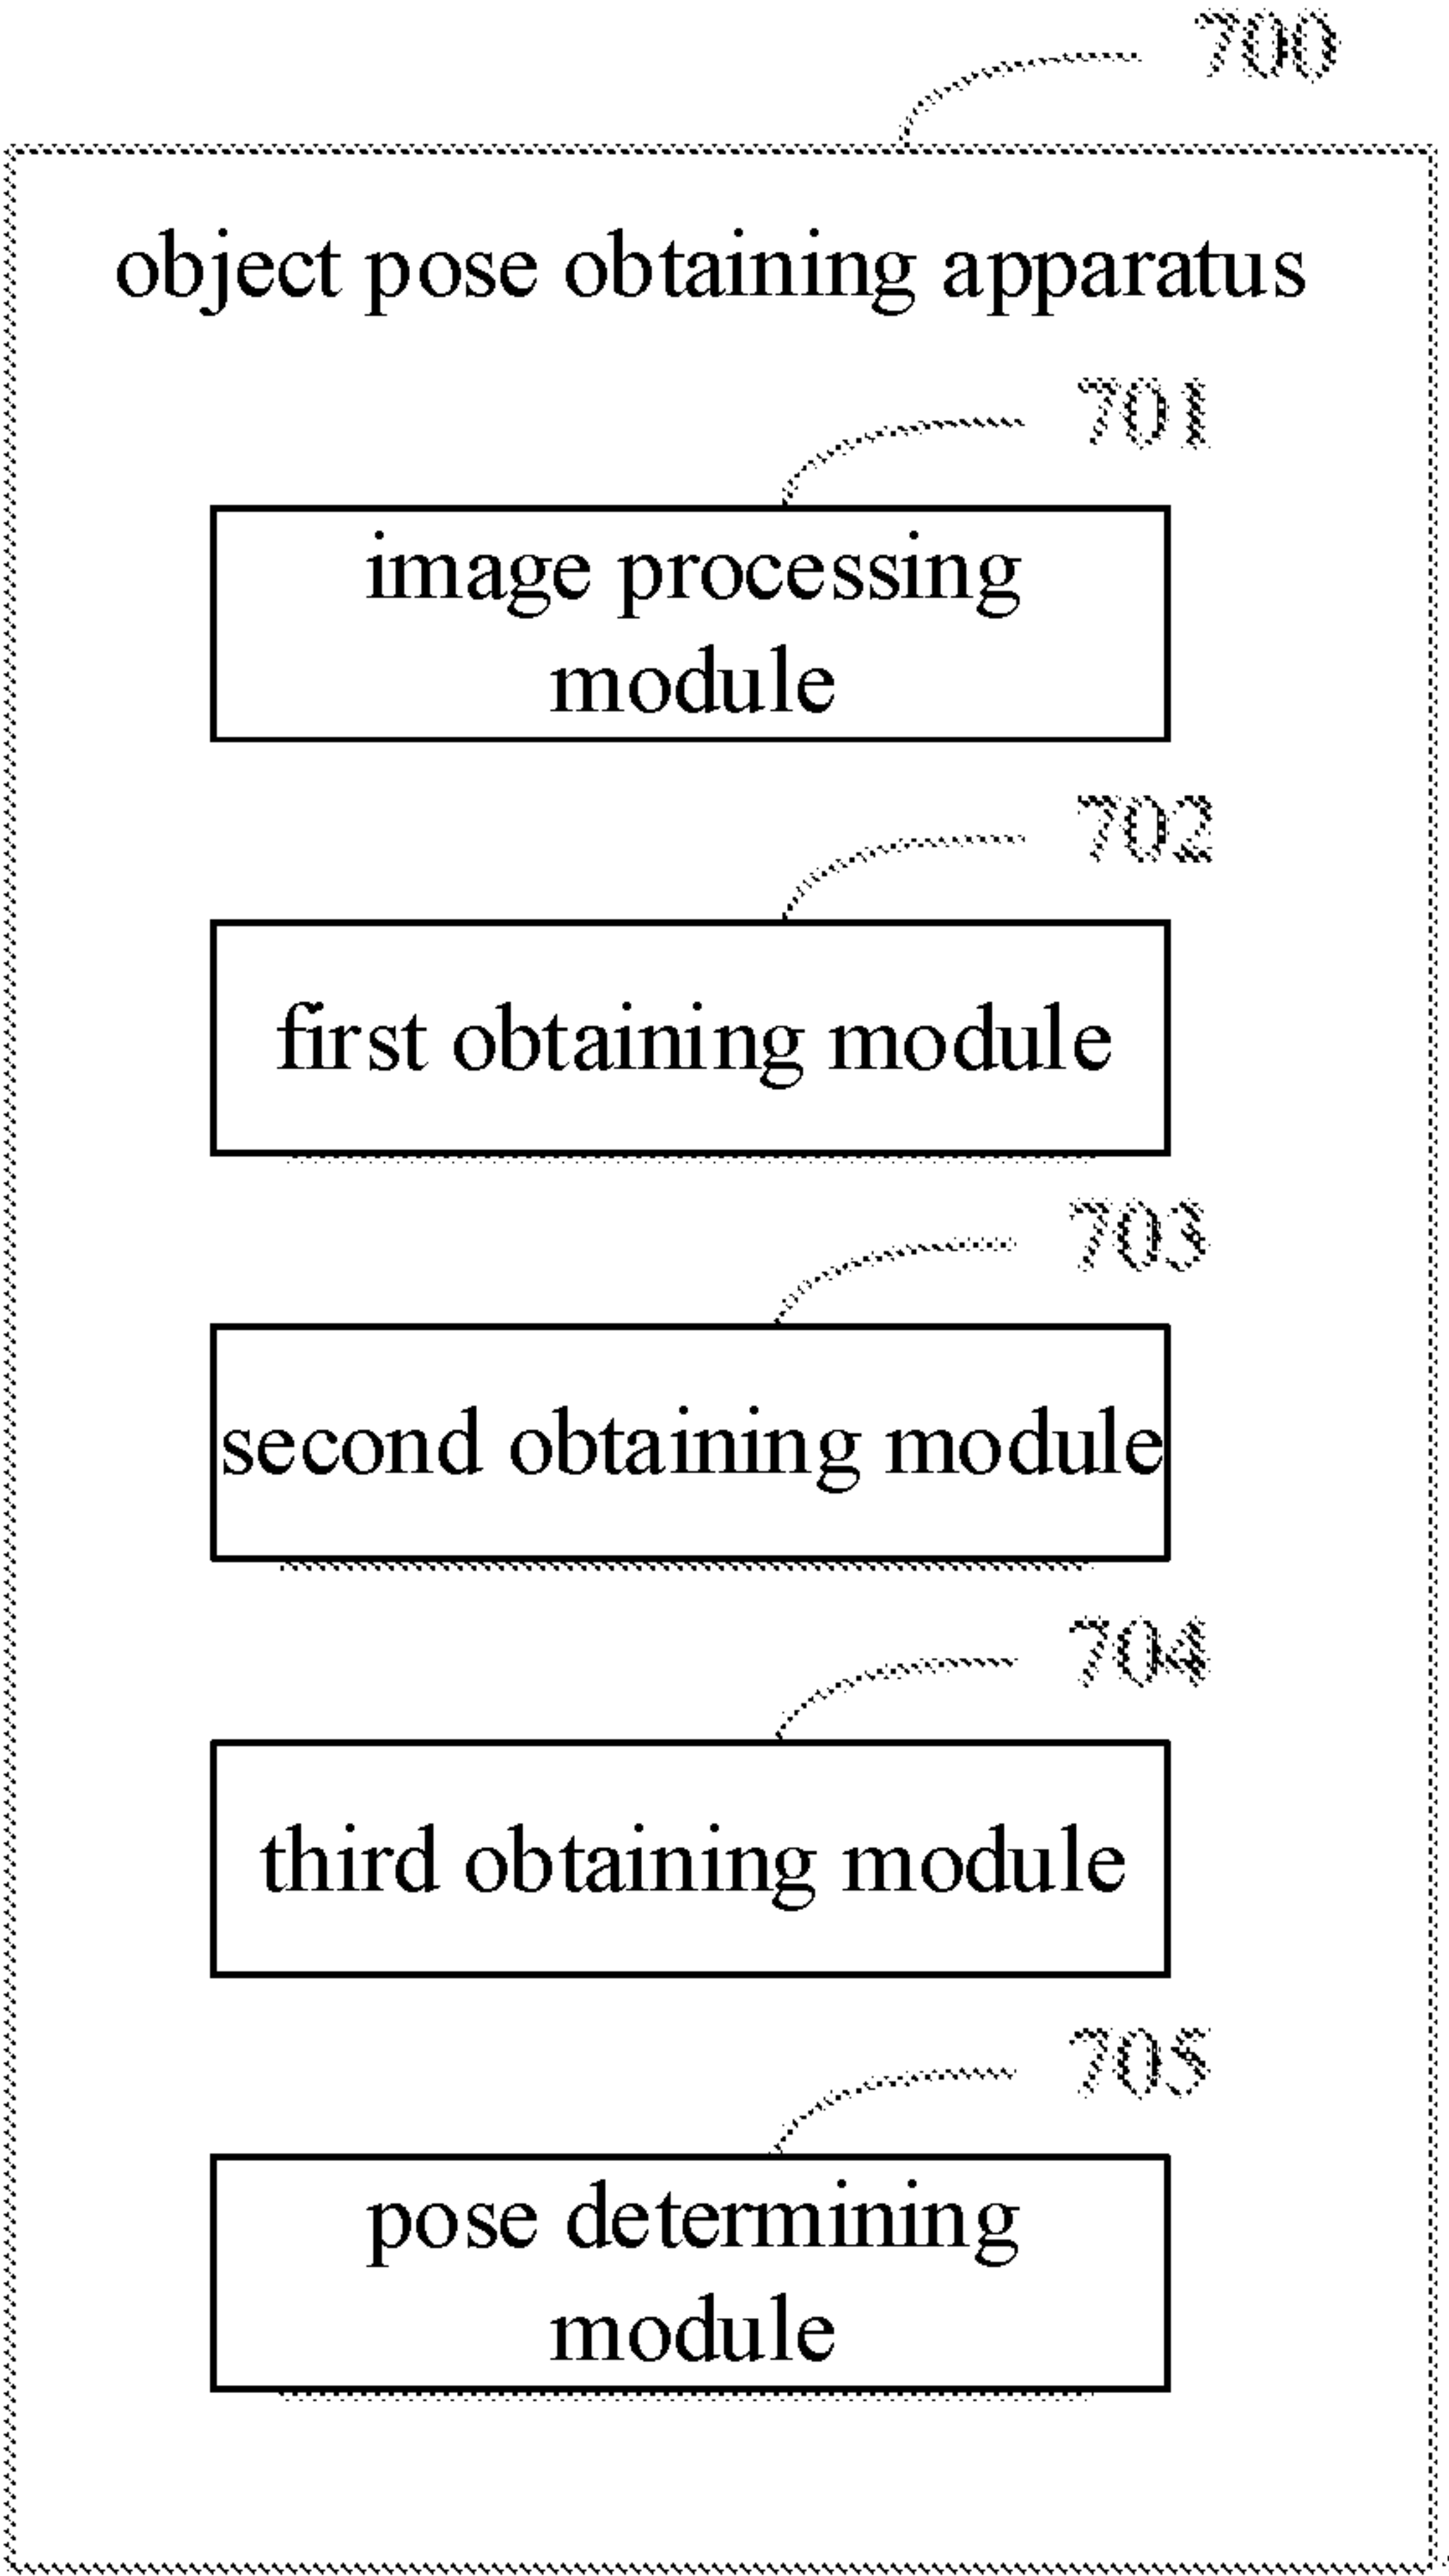 700
object pose obtaining apparatus
701
image processing
module
702
first obtaining module
703
second obtaining module
704
third obtaining module
705
pose determining
module